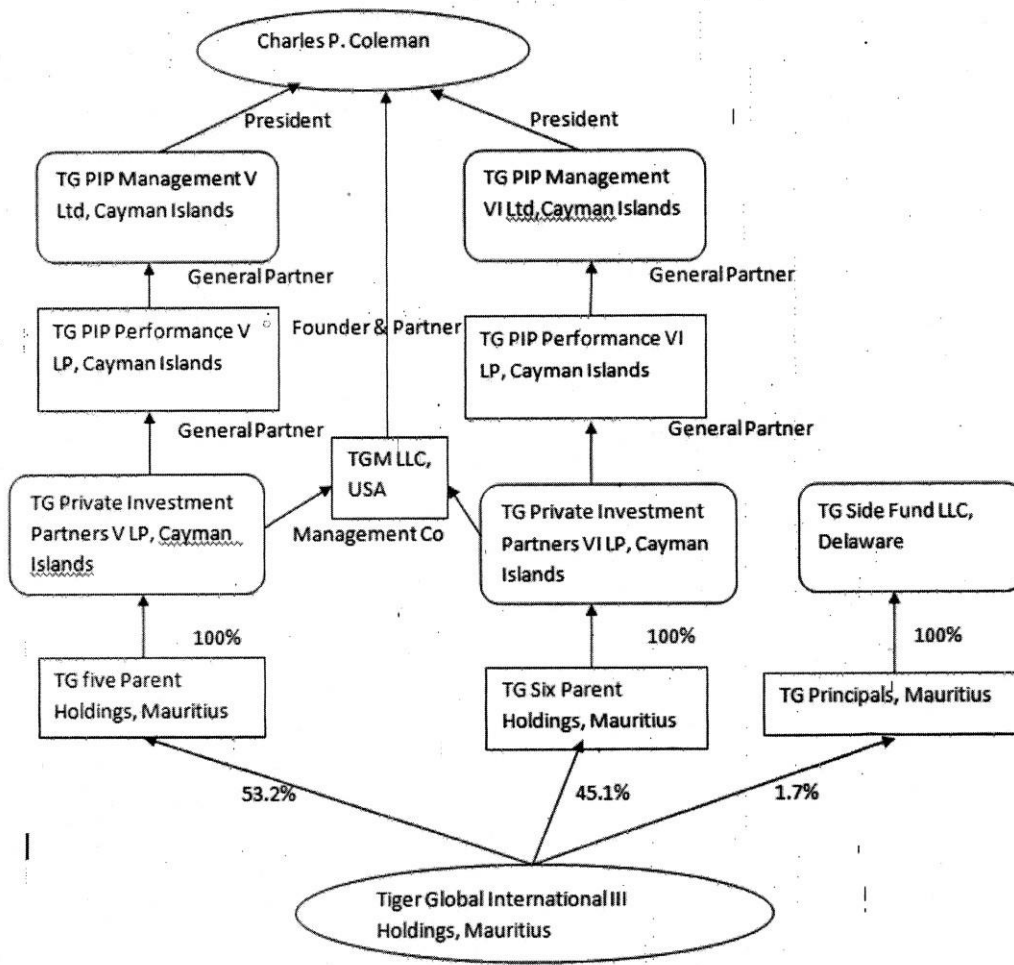 Charles P. Coleman
President
President
TG PIP Management V
Ltd, Cayman Islands
TG PIP Management
VI Ltd,Cayman Islands
General Partner
General Partner
TG PIP Performance V
LP, Cayman Islands
Founder & Partner
TG PIP Performance VI
LP, Cayman Islands
General Partner
General Partner
TGM LLC,
USA
TG Private Investment
Partners V LP, Cayman
Islands
Management Co
TG Private Investment
Partners VI LP, Cayman
Islands
TG Side Fund LLC,
Delaware
100%
100%
100%
TG five Parent
Holdings, Mauritius
TG Six Parent
Holdings, Mauritius
TG Principals, Mauritius
53.2%
45.1%
1.7%
Tiger Global International III
Holdings, Mauritius